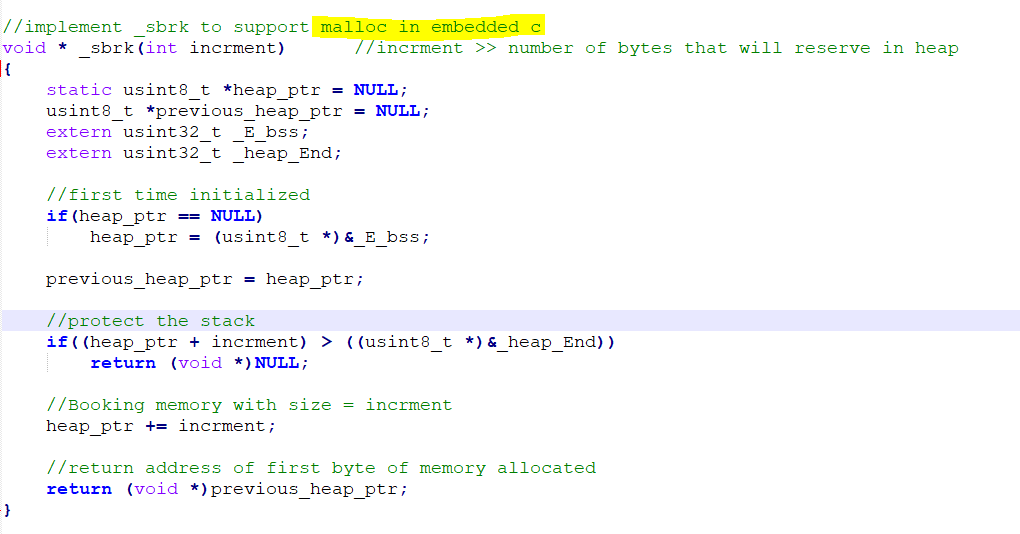 //implement _sbrk to support malloc in embedded c
void * _sbrk(int incrment)      //incrment >> number of bytes that will reserve in heap
{
    static usint8_t *heap_ptr = NULL;
    usint8_t *previous_heap_ptr = NULL;
    extern usint32_t _E_bss;
    extern usint32_t _heap_End;
    //first time initialized
    if(heap_ptr == NULL)
        heap_ptr = (usint8_t *)&_E_bss;
    previous_heap_ptr = heap_ptr;
    //protect the stack
    if((heap_ptr + incrment) > ((usint8_t *)&_heap_End))
        return (void *)NULL;
    //Booking memory with size = incrment
    heap_ptr += incrment;
    //return address of first byte of memory allocated
    return (void *)previous_heap_ptr;
}